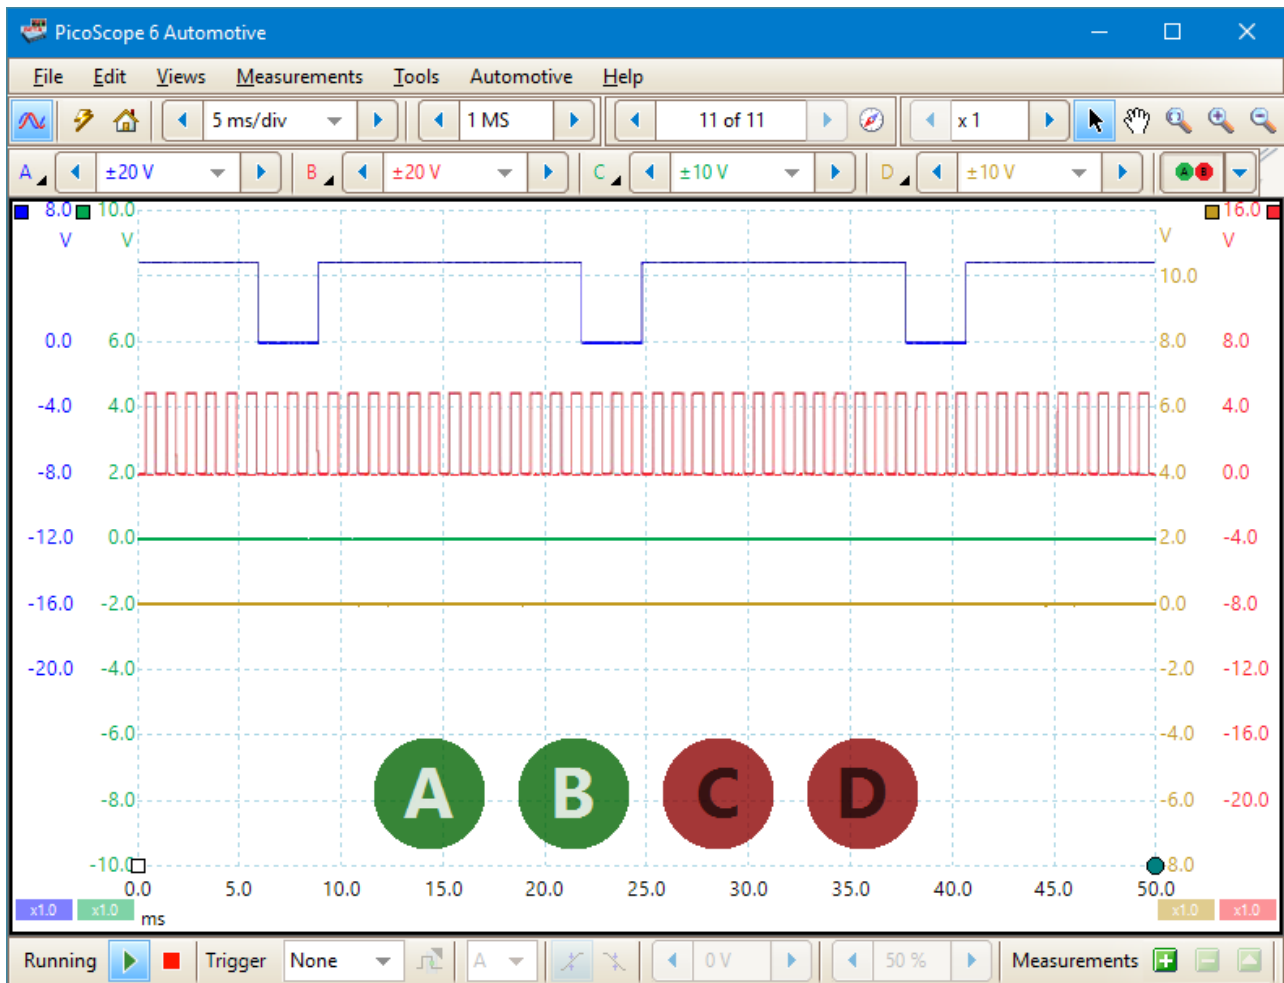 PicoScope 6 Automotive
File Edit Views Measurements Tools Automotive Help
5 ms/div 1 MS 11 of 11 x 1
A ±20 V B ±20 V C ±10 V D ±10 V A B
8.0 10.0 16.0
V V V V
10.0
0.0 6.0 8.0 8.0
-4.0 4.0 6.0 4.0
-8.0 2.0 4.0 0.0
-12.0 0.0 2.0 -4.0
-16.0 -2.0 0.0 -8.0
-20.0 -4.0 -2.0 -12.0
-6.0 -4.0 -16.0
A B C D
-8.0 -6.0 -20.0
-10.0 -8.0
0.0 5.0 10.0 15.0 20.0 25.0 30.0 35.0 40.0 45.0 50.0
x1.0 x1.0 ms x1.0 x1.0
Running Trigger None A 0 V 50 % Measurements